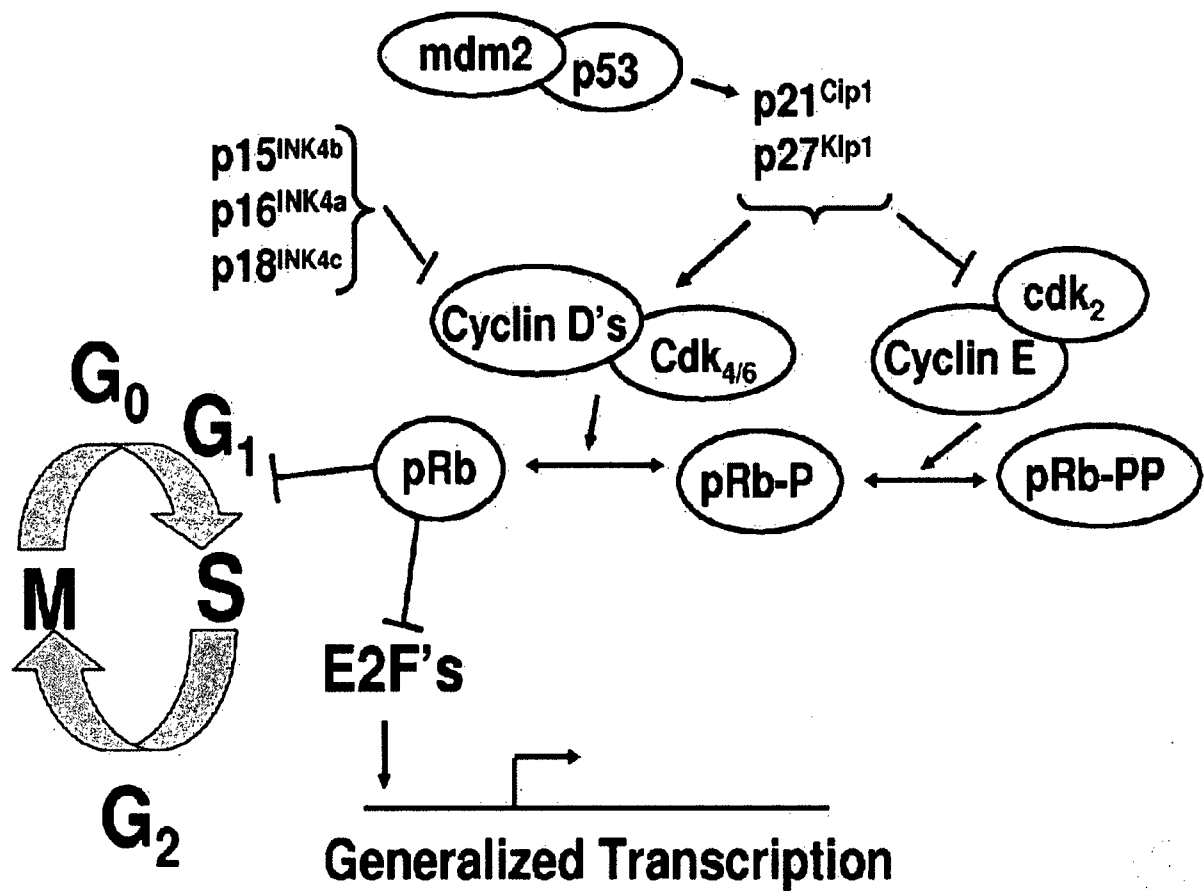 mdm2
p53
p21Cip1
p27KIp1
p15INK4b
p16INK4a
p18INK4c
Cyclin D's
Cdk4/6
cdk2
Cyclin E
G0
G1
pRb
pRb-P
pRb-PP
M
S
E2F's
G2
Generalized Transcription